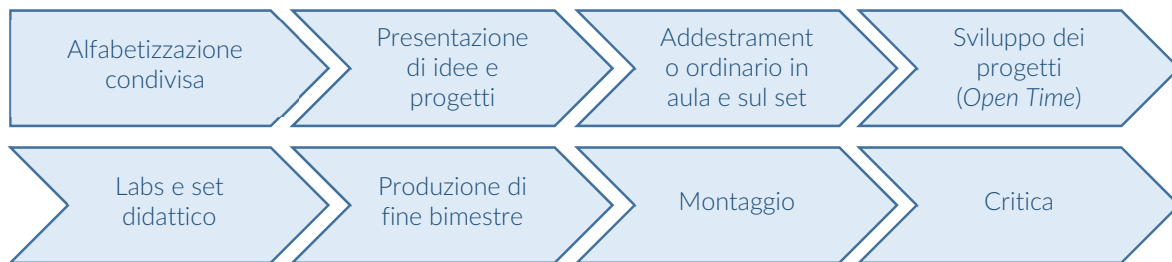 Alfabetizzazione
condivisa
Presentazione
di idee e
progetti
Addestrament
o ordinario in
aula e sul set
Sviluppo dei
progetti
(Open Time)
Labs e set
didattico
Produzione di
fine bimestre
Montaggio
Critica